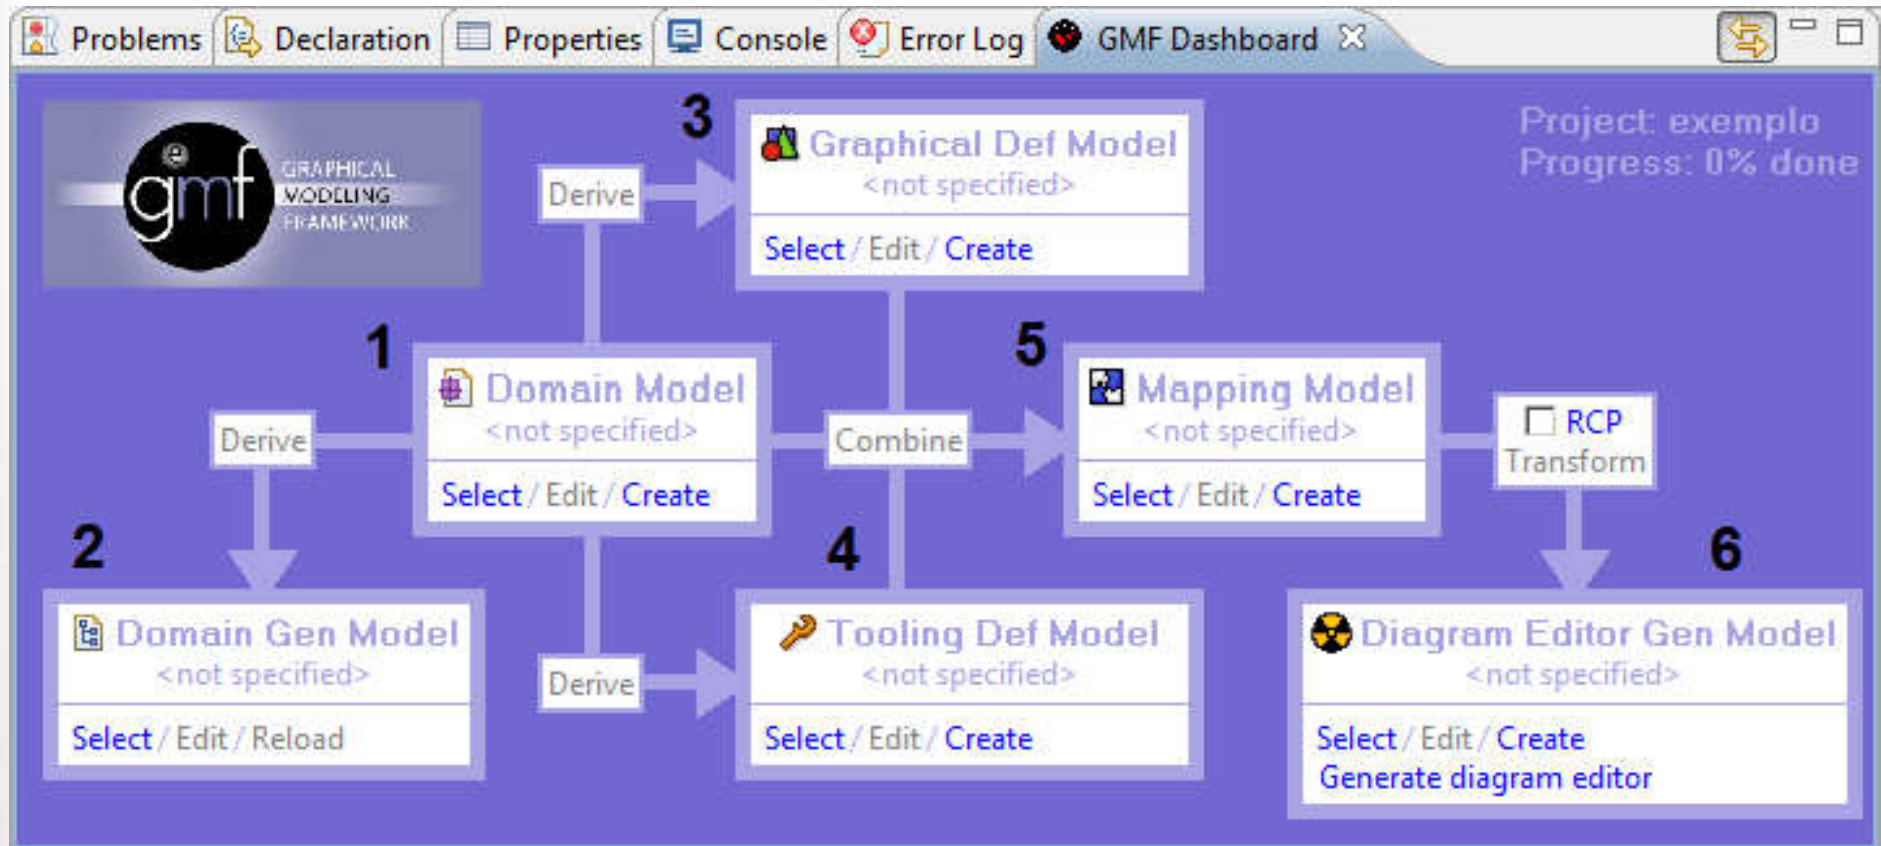 Problems Declaration Properties Console Error Log GMF Dashboard
e
gmf
GRAPHICAL
MODELING
FRAMEWORK
Project: exemplo
Progress: 0% done
3
Graphical Def Model
<not specified>
Select / Edit / Create
Derive
1
Domain Model
<not specified>
Select / Edit / Create
Derive
Combine
5
Mapping Model
<not specified>
Select / Edit / Create
RCP
Transform
2
Domain Gen Model
<not specified>
Select / Edit / Reload
Derive
4
Tooling Def Model
<not specified>
Select / Edit / Create
6
Diagram Editor Gen Model
<not specified>
Select / Edit / Create
Generate diagram editor